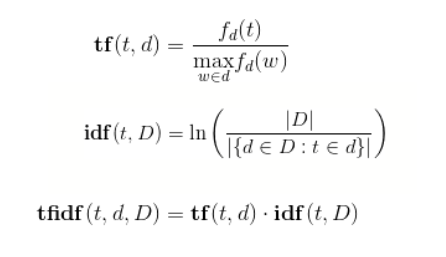 tf(t, d) = f_d(t) / max_{w∈d} f_d(w)
idf(t, D) = ln( |D| / |{d ∈ D : t ∈ d}| )
tfidf(t, d, D) = tf(t, d) · idf(t, D)